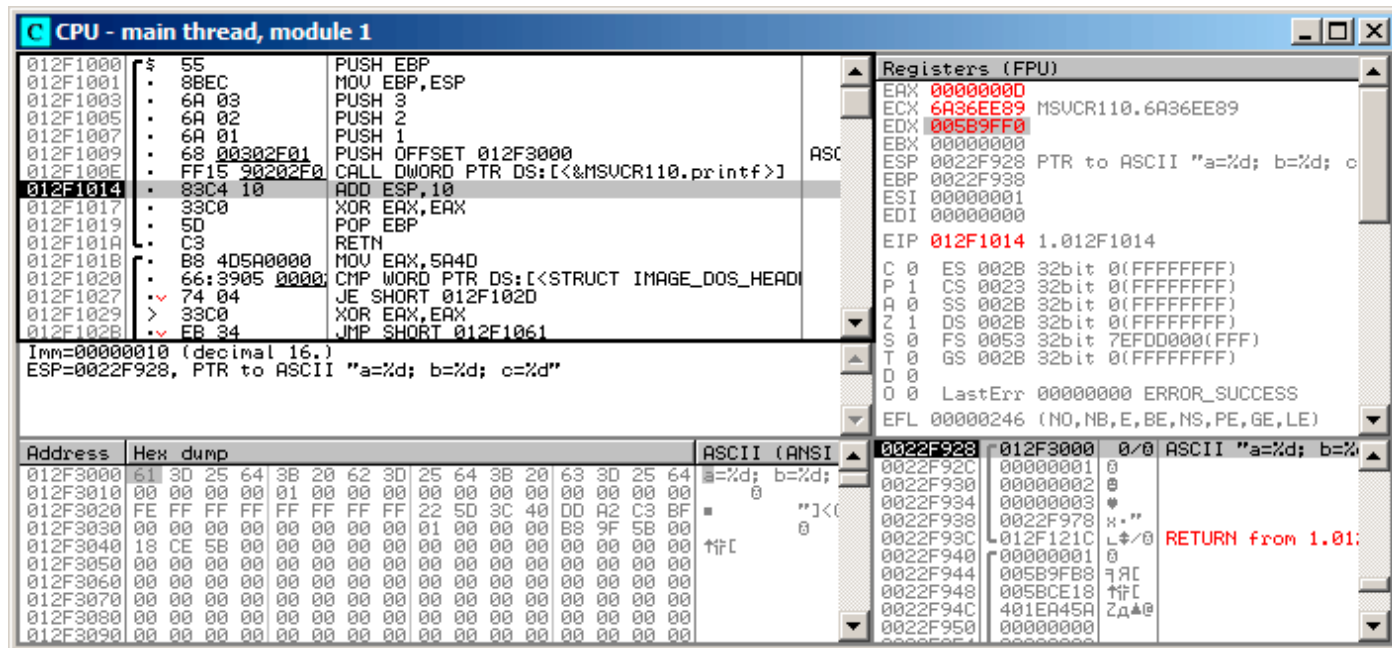 C CPU - main thread, module 1
012F1000 $ 55 PUSH EBP
012F1001 . 8BEC MOV EBP,ESP
012F1003 . 6A 03 PUSH 3
012F1005 . 6A 02 PUSH 2
012F1007 . 6A 01 PUSH 1
012F1009 . 68 00302F01 PUSH OFFSET 012F3000 ASC
012F100E . FF15 90202F0 CALL DWORD PTR DS:[<&MSVCR110.printf>]
012F1014 . 83C4 10 ADD ESP,10
012F1017 . 33C0 XOR EAX,EAX
012F1019 . 5D POP EBP
012F101A . C3 RETN
012F101B . B8 4D5A0000 MOV EAX,5A4D
012F1020 . 66:3905 0000 CMP WORD PTR DS:[<STRUCT IMAGE_DOS_HEAD
012F1027 . 74 04 JE SHORT 012F102D
012F1029 > 33C0 XOR EAX,EAX
012F102B . EB 34 JMP SHORT 012F1061
Imm=00000010 (decimal 16.)
ESP=0022F928, PTR to ASCII "a=%d; b=%d; c=%d"
Registers (FPU)
EAX 0000000D
ECX 6A36EE89 MSVCR110.6A36EE89
EDX 005B9FF0
EBX 00000000
ESP 0022F928 PTR to ASCII "a=%d; b=%d; c
EBP 0022F938
ESI 00000001
EDI 00000000
EIP 012F1014 1.012F1014
C 0 ES 002B 32bit 0(FFFFFFFF)
P 1 CS 0023 32bit 0(FFFFFFFF)
A 0 SS 002B 32bit 0(FFFFFFFF)
Z 1 DS 002B 32bit 0(FFFFFFFF)
S 0 FS 0053 32bit 7EFDD000(FFF)
T 0 GS 002B 32bit 0(FFFFFFFF)
D 0
O 0 LastErr 00000000 ERROR_SUCCESS
EFL 00000246 (NO,NB,E,BE,NS,PE,GE,LE)
Address Hex dump ASCII (ANSI
012F3000 61 3D 25 64 3B 20 62 3D 25 64 3B 20 63 3D 25 64 a=%d; b=%d;
012F3010 00 00 00 00 01 00 00 00 00 00 00 00 00 00 00 00
012F3020 FE FF FF FF FF FF FF FF 22 5D 3C 40 DD A2 C3 BF "]<
012F3030 00 00 00 00 00 00 00 00 01 00 00 00 B8 9F 5B 00
012F3040 18 CE 5B 00 00 00 00 00 00 00 00 00 00 00 00 00
012F3050 00 00 00 00 00 00 00 00 00 00 00 00 00 00 00 00
012F3060 00 00 00 00 00 00 00 00 00 00 00 00 00 00 00 00
012F3070 00 00 00 00 00 00 00 00 00 00 00 00 00 00 00 00
012F3080 00 00 00 00 00 00 00 00 00 00 00 00 00 00 00 00
012F3090 00 00 00 00 00 00 00 00 00 00 00 00 00 00 00 00
0022F928 012F3000 0/0 ASCII "a=%d; b=%
0022F92C 00000001
0022F930 00000002
0022F934 00000003 ♥
0022F938 0022F978
0022F93C 012F121C RETURN from 1.01
0022F940 00000001
0022F944 005B9FB8
0022F948 005BCE18
0022F94C 401EA45A
0022F950 00000000